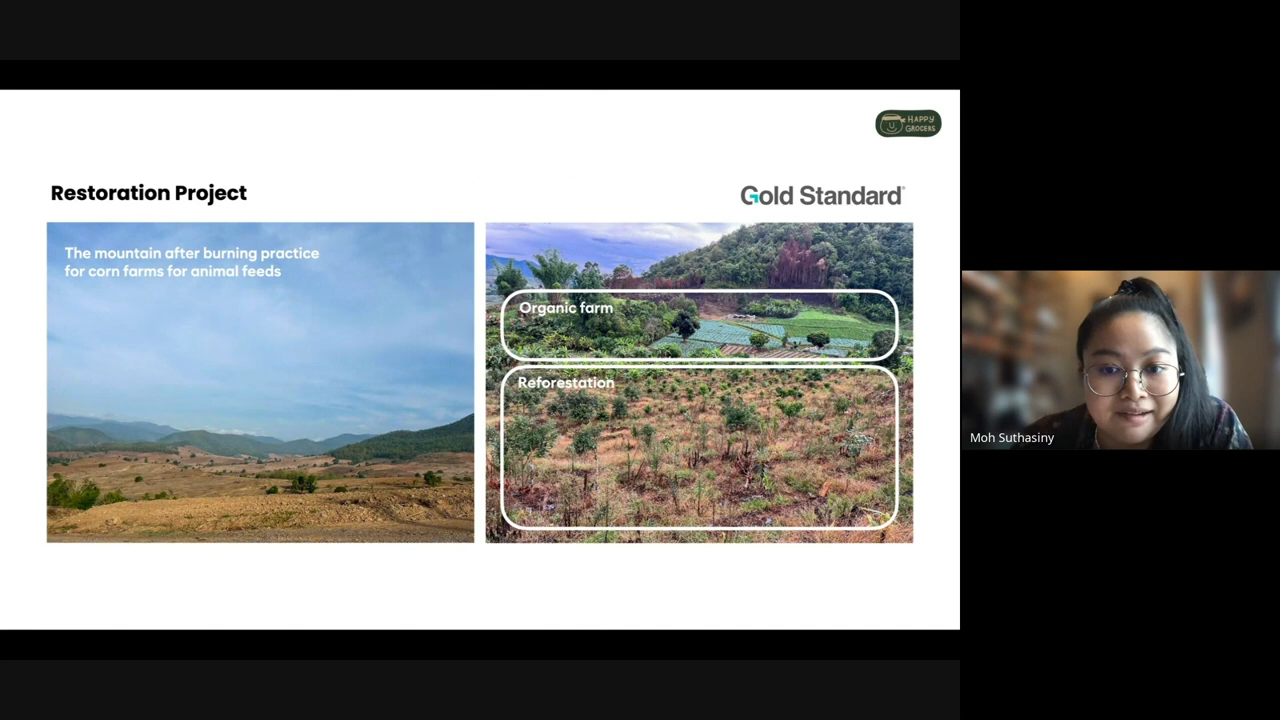 HAPPY
GROCERS
Restoration Project
Gold Standard®
The mountain after burning practice
for corn farms for animal feeds
Organic farm
Reforestation
Moh Suthasiny